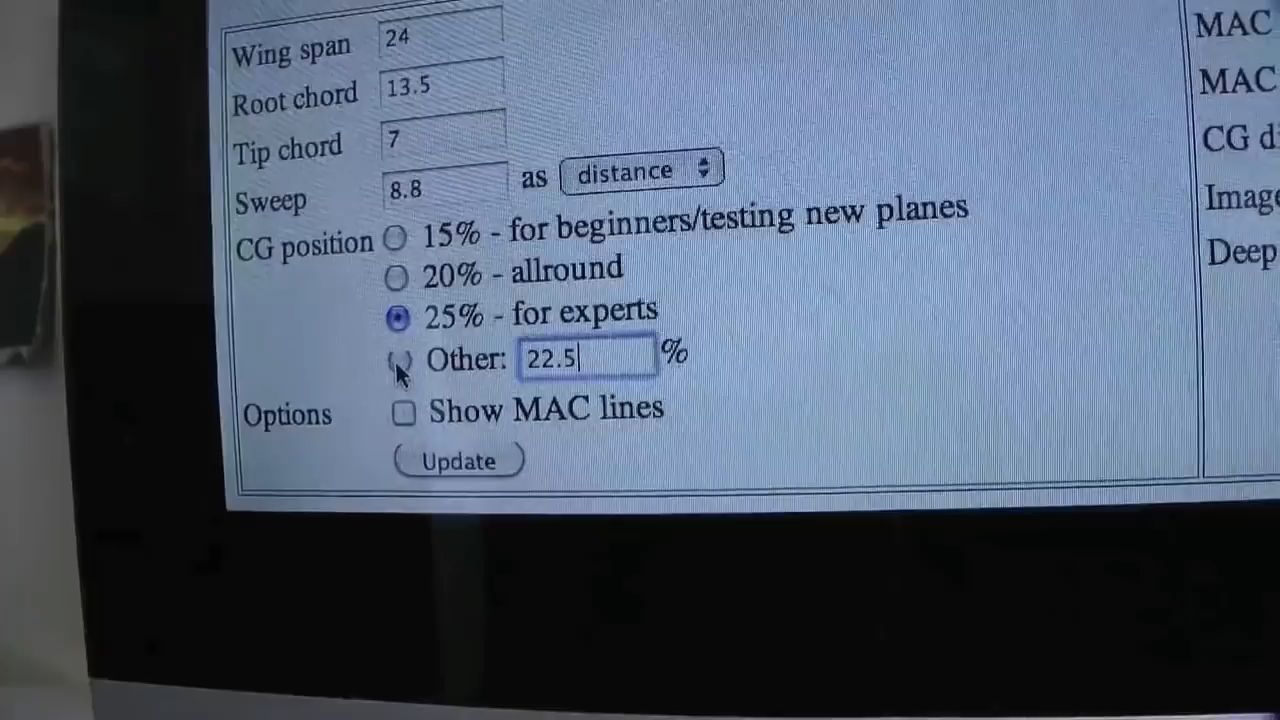 Wing span 24
Root chord 13.5
Tip chord 7
Sweep 8.8 as distance
CG position 15% - for beginners/testing new planes
20% - allround
25% - for experts
Other: 22.5 %
Options Show MAC lines
Update
MAC
MAC
CG
Deep